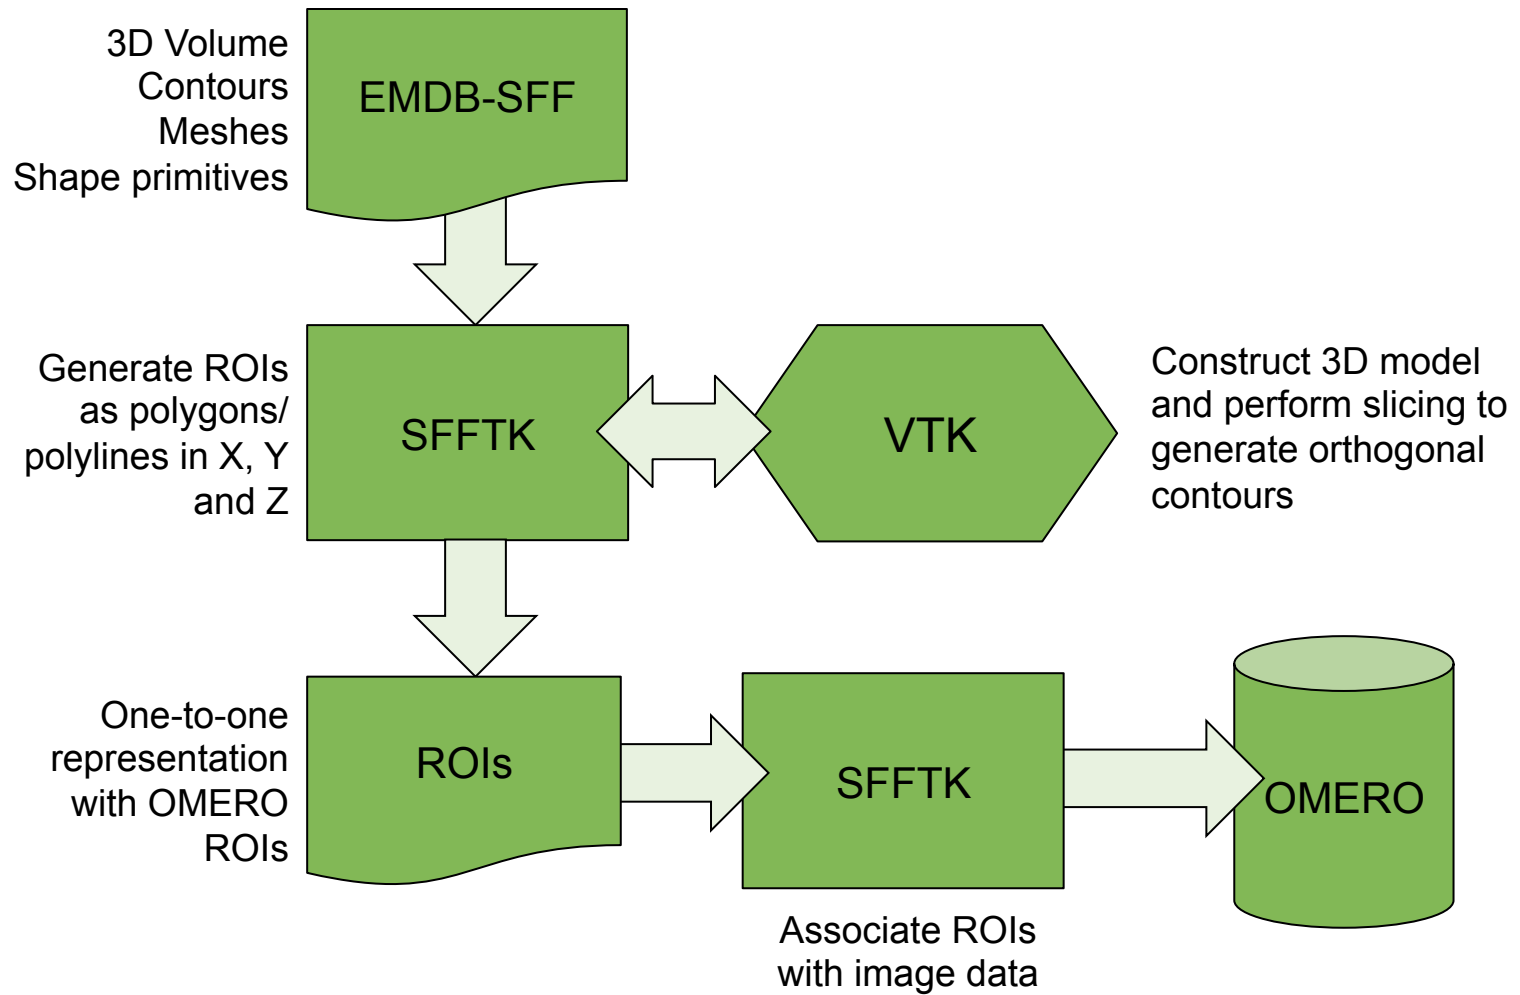 3D Volume
Contours
Meshes
Shape primitives
EMDB-SFF
Generate ROIs
as polygons/
polylines in X, Y
and Z
SFFTK
VTK
Construct 3D model
and perform slicing to
generate orthogonal
contours
One-to-one
representation
with OMERO
ROIs
ROIs
SFFTK
OMERO
Associate ROIs
with image data